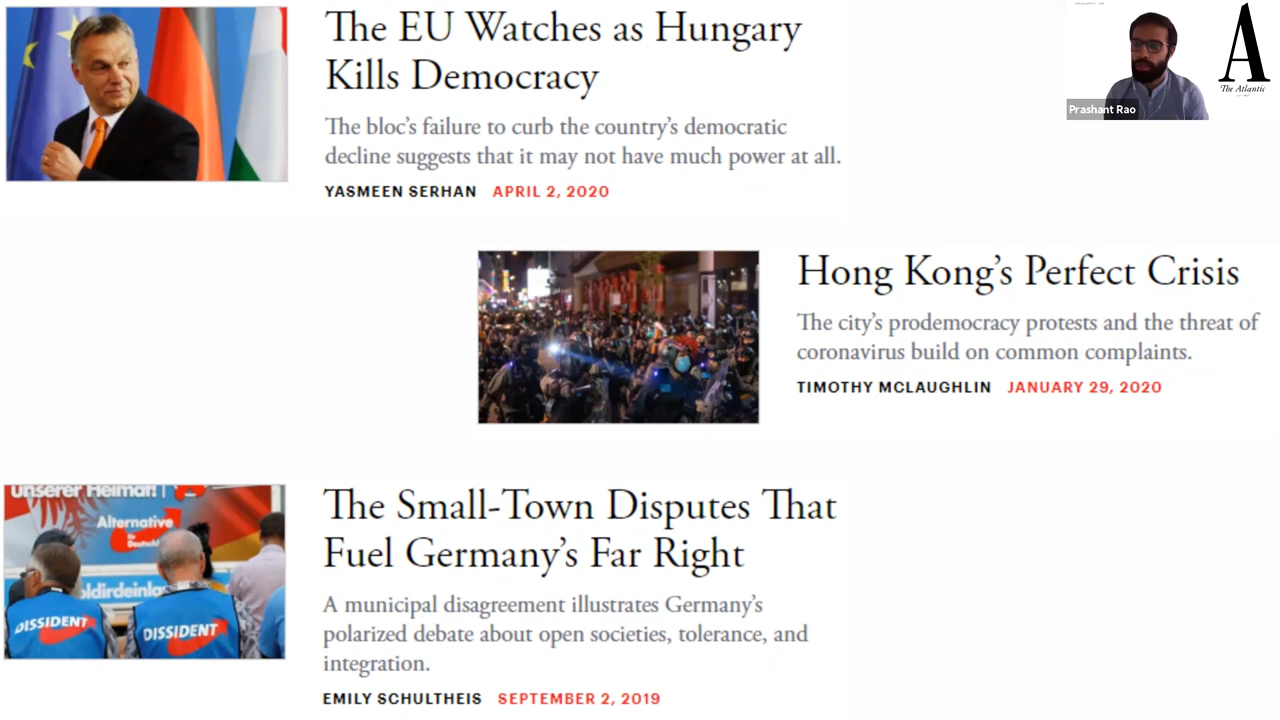 The EU Watches as Hungary
Kills Democracy
The bloc's failure to curb the country's democratic
decline suggests that it may not have much power at all.
YASMEEN SERHAN APRIL 2, 2020
Prashant Rao
A
The Atlantic
Hong Kong's Perfect Crisis
The city's prodemocracy protests and the threat of
coronavirus build on common complaints.
TIMOTHY MCLAUGHLIN JANUARY 29, 2020
Unserer Heimat!
Alternative
für
Deutschl
DISSIDENT
DISSIDENT
The Small-Town Disputes That
Fuel Germany's Far Right
A municipal disagreement illustrates Germany's
polarized debate about open societies, tolerance, and
integration.
EMILY SCHULTHEIS SEPTEMBER 2, 2019